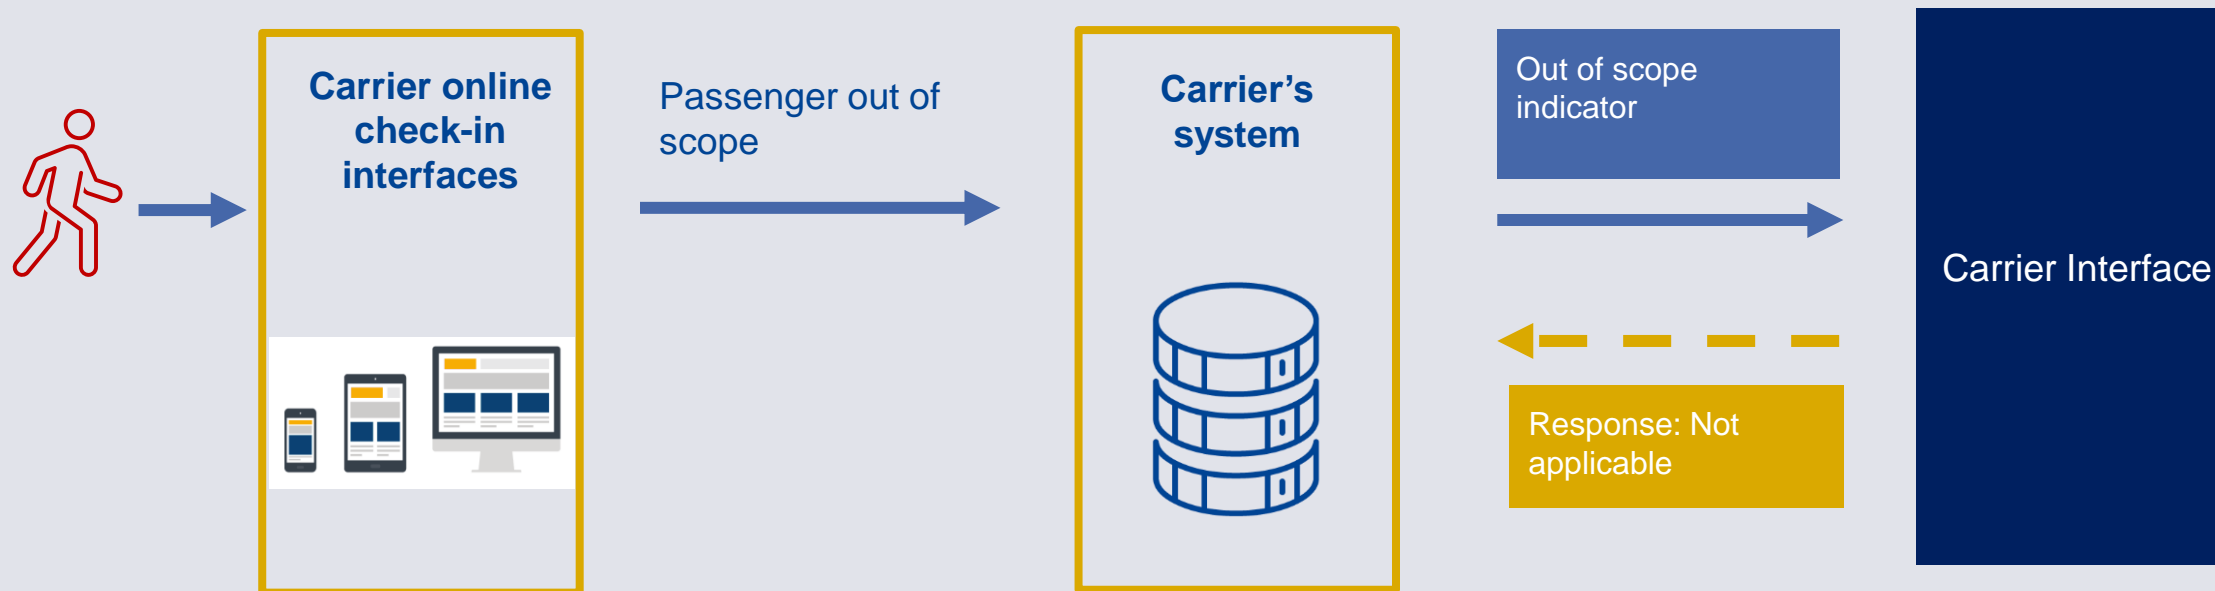 Carrier online
check-in
interfaces
Passenger out of
scope
Carrier’s
system
Out of scope
indicator
Response: Not
applicable
Carrier Interface